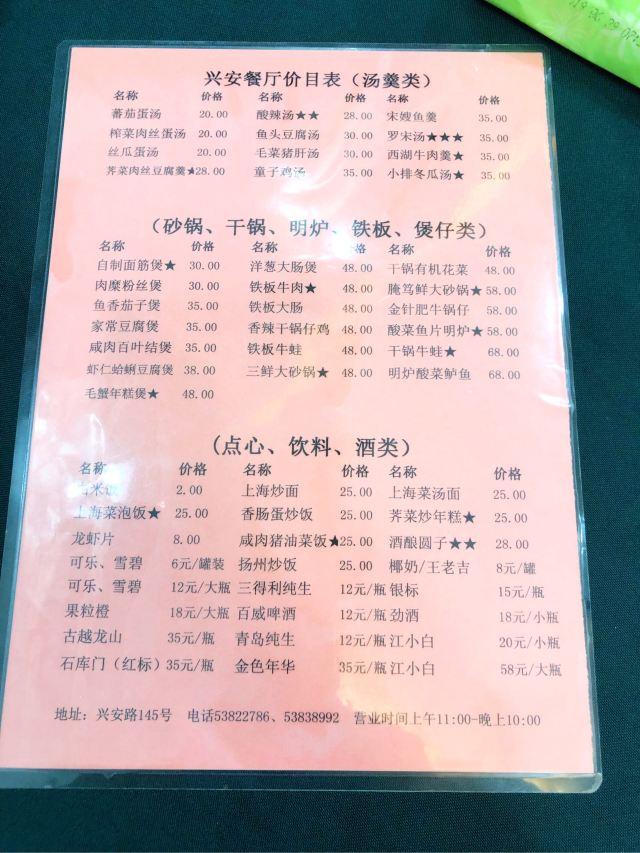 19 06 29
兴安餐厅价目表（汤羹类）
名称 价格 名称 价格 名称 价格
蕃茄蛋汤 20.00 酸辣汤★★ 28.00 宋嫂鱼羹 35.00
榨菜肉丝蛋汤 20.00 鱼头豆腐汤 30.00 罗宋汤★★★ 35.00
丝瓜蛋汤 20.00 毛菜猪肝汤 30.00 西湖牛肉羹★ 35.00
荠菜肉丝豆腐羹★28.00 童子鸡汤 35.00 小排冬瓜汤★ 35.00
（砂锅、干锅、明炉、铁板、煲仔类）
名称 价格 名称 价格 名称 价格
自制面筋煲★ 30.00 洋葱大肠煲 48.00 干锅有机花菜 48.00
肉糜粉丝煲 30.00 铁板牛肉★ 48.00 腌笃鲜大砂锅★ 58.00
鱼香茄子煲 35.00 铁板大肠 48.00 金针肥牛锅仔 58.00
家常豆腐煲 35.00 香辣干锅仔鸡 48.00 酸菜鱼片明炉★ 58.00
咸肉百叶结煲 35.00 铁板牛蛙 48.00 干锅牛蛙★ 68.00
虾仁蛤蜊豆腐煲 38.00 三鲜大砂锅★ 48.00 明炉酸菜鲈鱼 68.00
毛蟹年糕煲★ 48.00
（点心、饮料、酒类）
名称 价格 名称 价格 名称 价格
白米饭 2.00 上海炒面 25.00 上海菜汤面 25.00
上海菜泡饭★ 25.00 香肠蛋炒饭 25.00 荠菜炒年糕★ 25.00
龙虾片 8.00 咸肉猪油菜饭★25.00 酒酿圆子★★ 28.00
可乐、雪碧 6元/罐装 扬州炒饭 25.00 椰奶/王老吉 8元/罐
可乐、雪碧 12元/大瓶 三得利纯生 12元/瓶 银标 15元/瓶
果粒橙 18元/大瓶 百威啤酒 12元/瓶 劲酒 18元/小瓶
古越龙山 35元/瓶 青岛纯生 12元/瓶 江小白 20元/小瓶
石库门（红标） 35元/瓶 金色年华 35元/瓶 江小白 58元/大瓶
地址：兴安路145号 电话53822786、53838992 营业时间上午11:00-晚上10:00